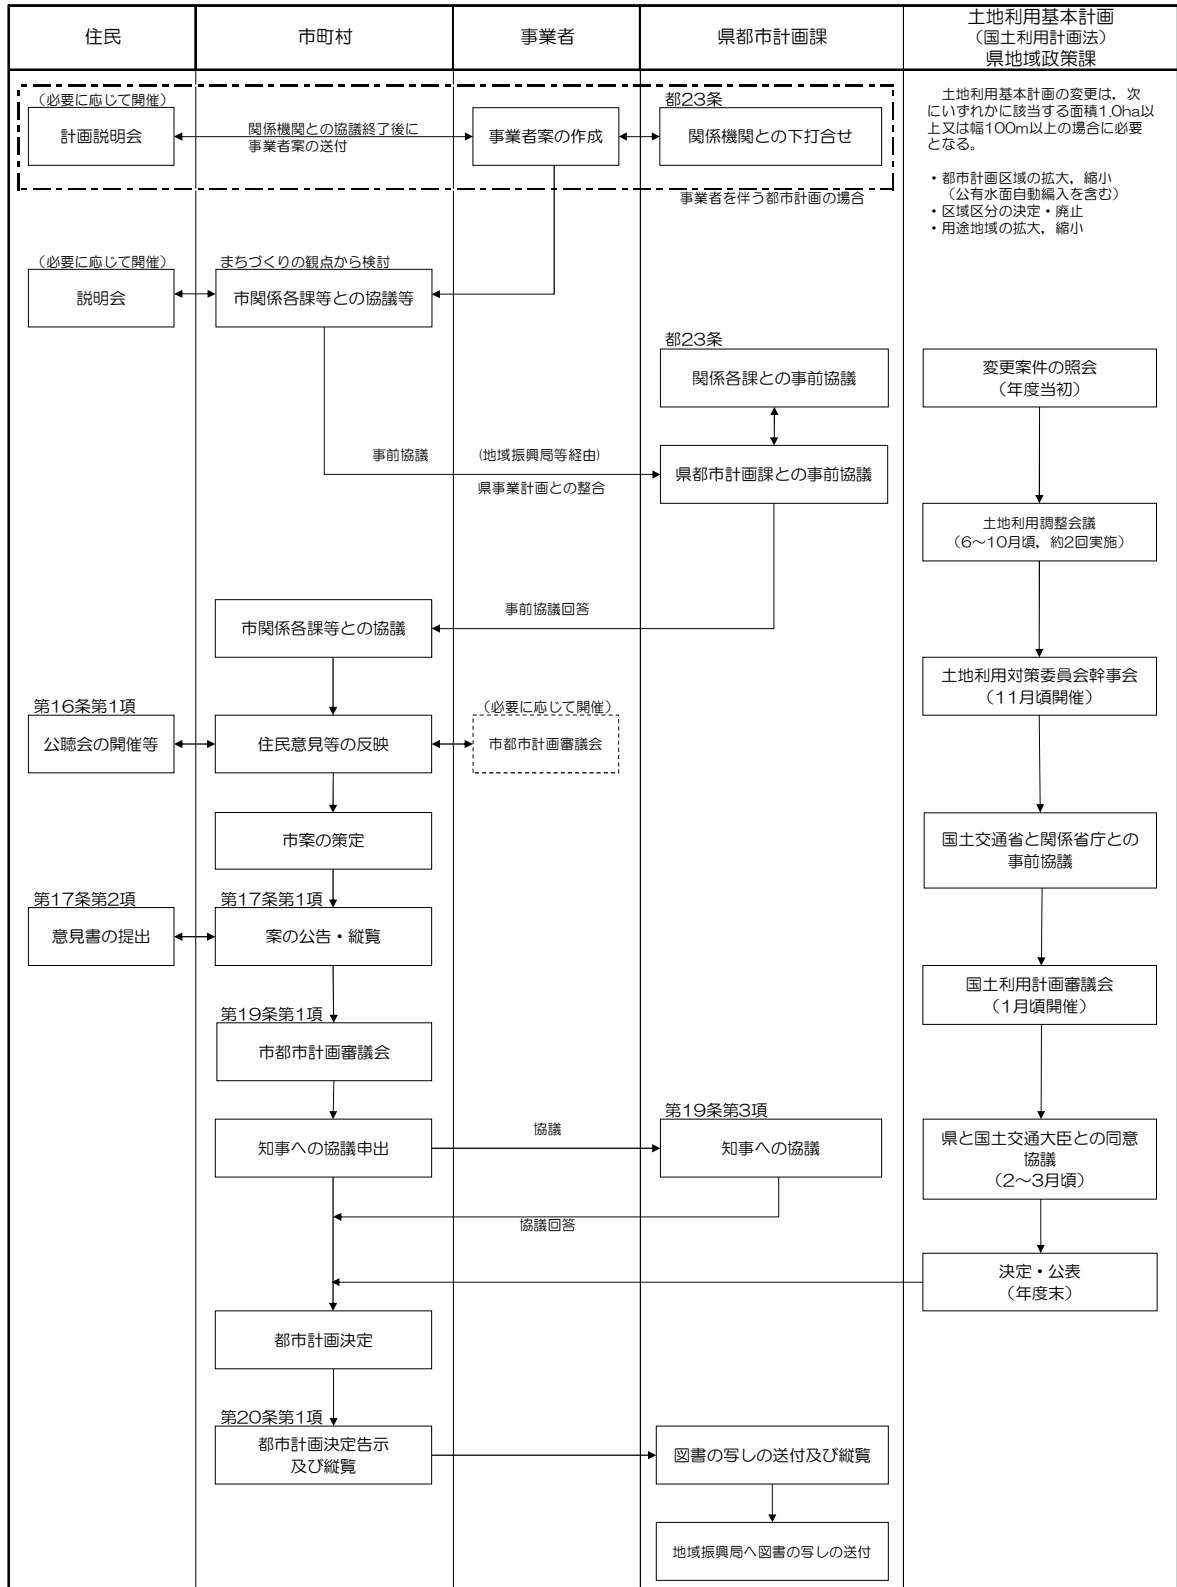 住民
市町村
事業者
県都市計画課
土地利用基本計画
（国土利用計画法）
県地域政策課
（必要に応じて開催）
計画説明会
関係機関との協議終了後に
事業者案の送付
事業者案の作成
都23条
関係機関との下打合せ
事業者を伴う都市計画の場合
土地利用基本計画の変更は，次
にいずれかに該当する面積1.0ha以
上又は幅100m以上の場合に必要
となる。
・都市計画区域の拡大，縮小
（公有水面自動編入を含む）
・区域区分の決定・廃止
・用途地域の拡大，縮小
（必要に応じて開催）
説明会
まちづくりの観点から検討
市関係各課等との協議等
都23条
関係各課との事前協議
変更案件の照会
（年度当初）
事前協議
(地域振興局等経由)
県事業計画との整合
県都市計画課との事前協議
土地利用調整会議
（6～10月頃，約2回実施）
事前協議回答
市関係各課等との協議
土地利用対策委員会幹事会
（11月頃開催）
第16条第1項
公聴会の開催等
住民意見等の反映
（必要に応じて開催）
市都市計画審議会
市案の策定
国土交通省と関係省庁との
事前協議
第17条第2項
意見書の提出
第17条第1項
案の公告・縦覧
国土利用計画審議会
（1月頃開催）
第19条第1項
市都市計画審議会
知事への協議申出
協議
第19条第3項
知事への協議
県と国土交通大臣との同意
協議
（2～3月頃）
協議回答
決定・公表
（年度末）
都市計画決定
第20条第1項
都市計画決定告示
及び縦覧
図書の写しの送付及び縦覧
地域振興局へ図書の写しの送付